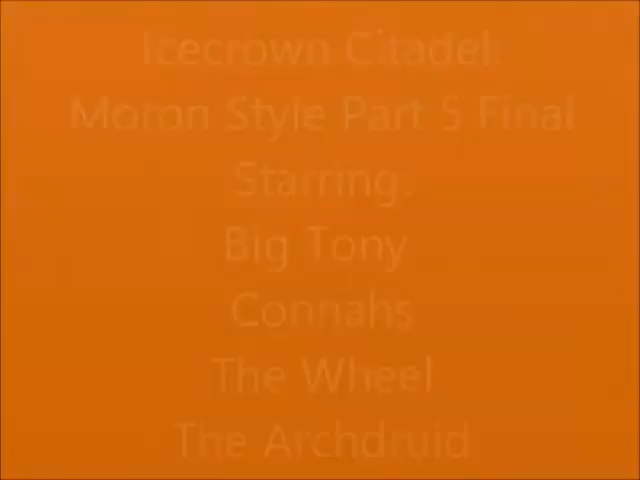 Icecrown Citadel:
Moron Style Part 5 Final
Starring:
Big Tony
Connahs
The Wheel
The Archdruid